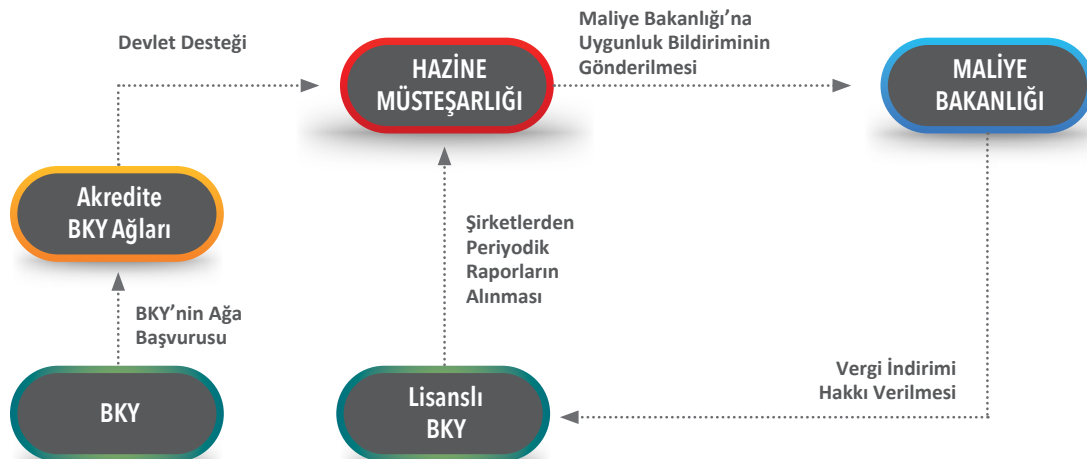 Devlet Desteği
HAZİNE
MÜSTEŞARLIĞI
Maliye Bakanlığı’na
Uygunluk Bildiriminin
Gönderilmesi
MALİYE
BAKANLIĞI
Akredite
BKY Ağları
Şirketlerden
Periyodik
Raporların
Alınması
BKY’nin Ağa
Başvurusu
Vergi İndirimi
Hakkı Verilmesi
BKY
Lisanslı
BKY